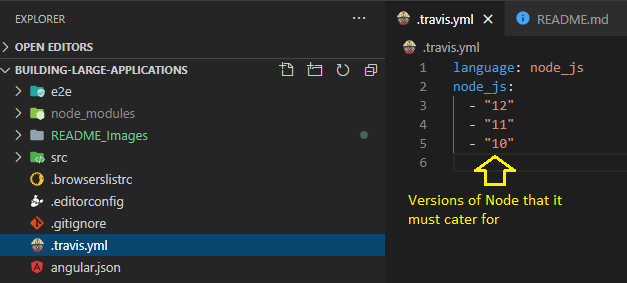 EXPLORER
OPEN EDITORS
BUILDING-LARGE-APPLICATIONS
e2e
node_modules
README_Images
src
.browserslistrc
.editorconfig
.gitignore
.travis.yml
angular.json
.travis.yml
README.md
.travis.yml
1 language: node_js
2 node_js:
3 - "12"
4 - "11"
5 - "10"
6
Versions of Node that it
must cater for